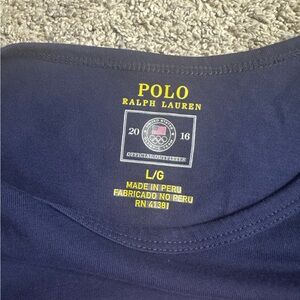 POLO
RALPH LAUREN
20 16
OFFICIAL OUTFITTER
L/G
MADE IN PERU
FABRICADO NO PERU
RN 41381